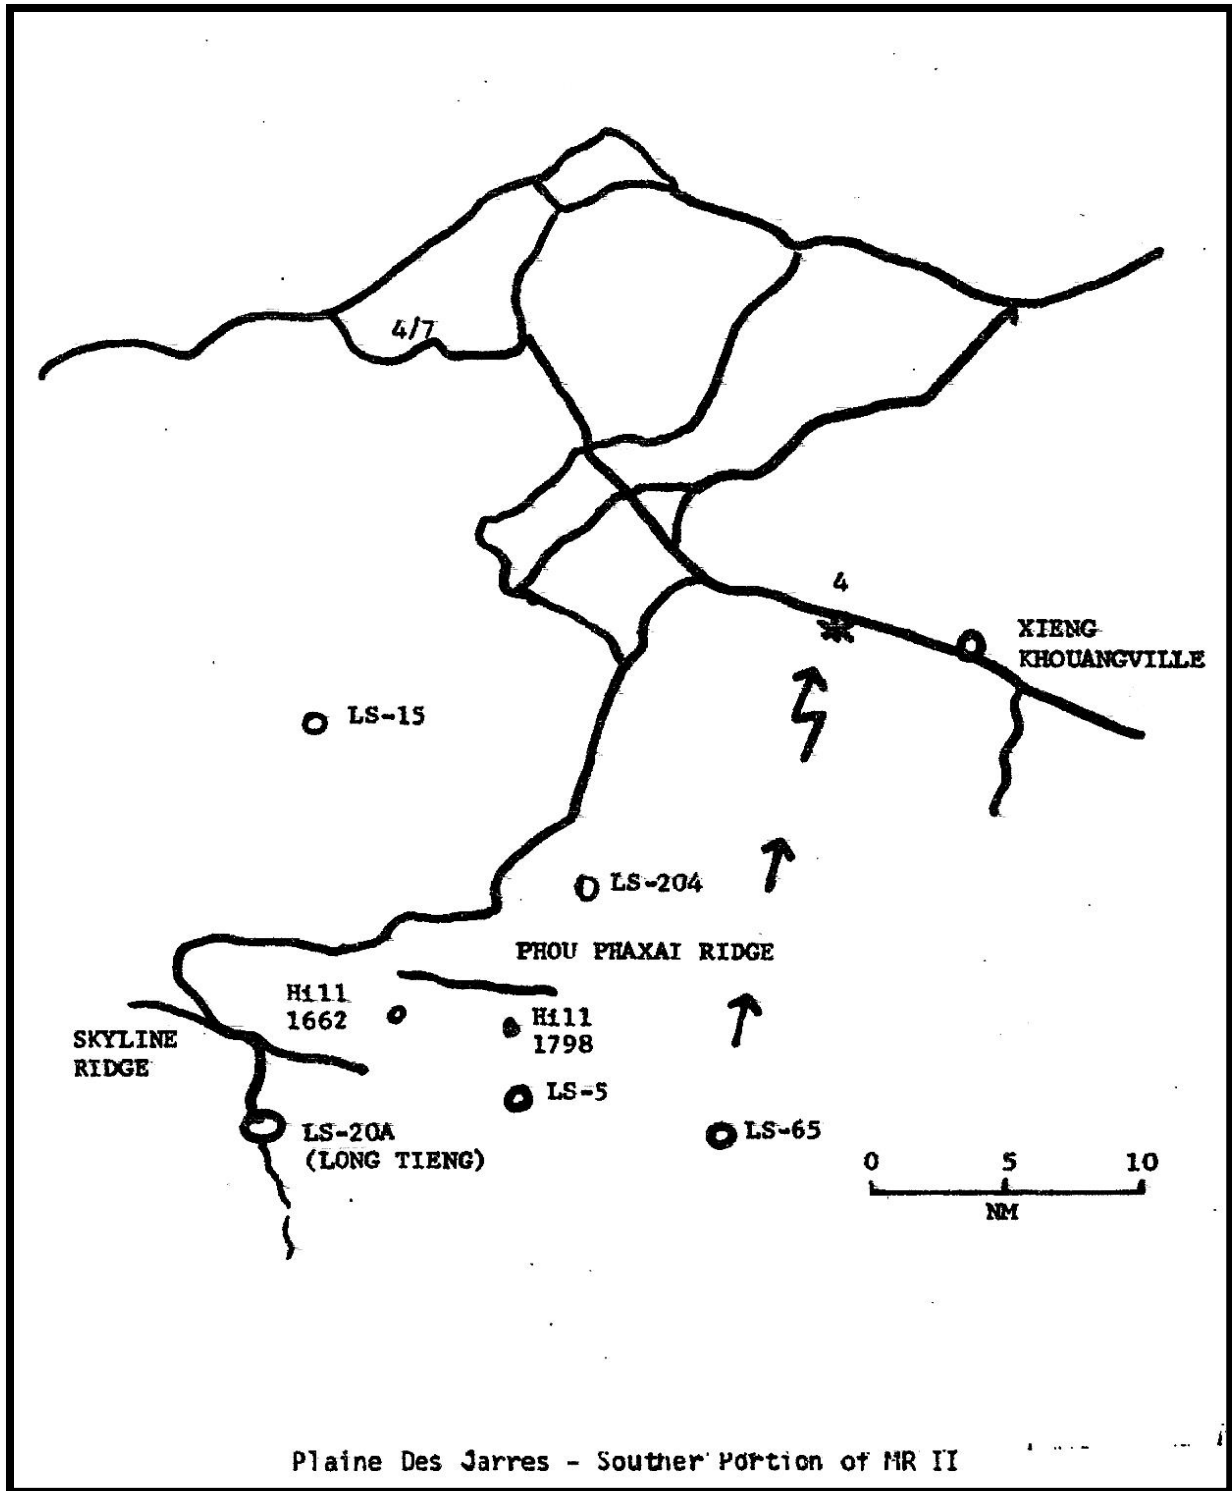 4/7
4
XIENG
KHOUANGVILLE
LS-15
LS-204
PHOU PHAXAI RIDGE
Hill
1662
Hill
1798
SKYLINE
RIDGE
LS-5
LS-20A
(LONG TIENG)
LS-65
0 5 10
NM
Plaine Des Jarres - Souther Portion of MR II